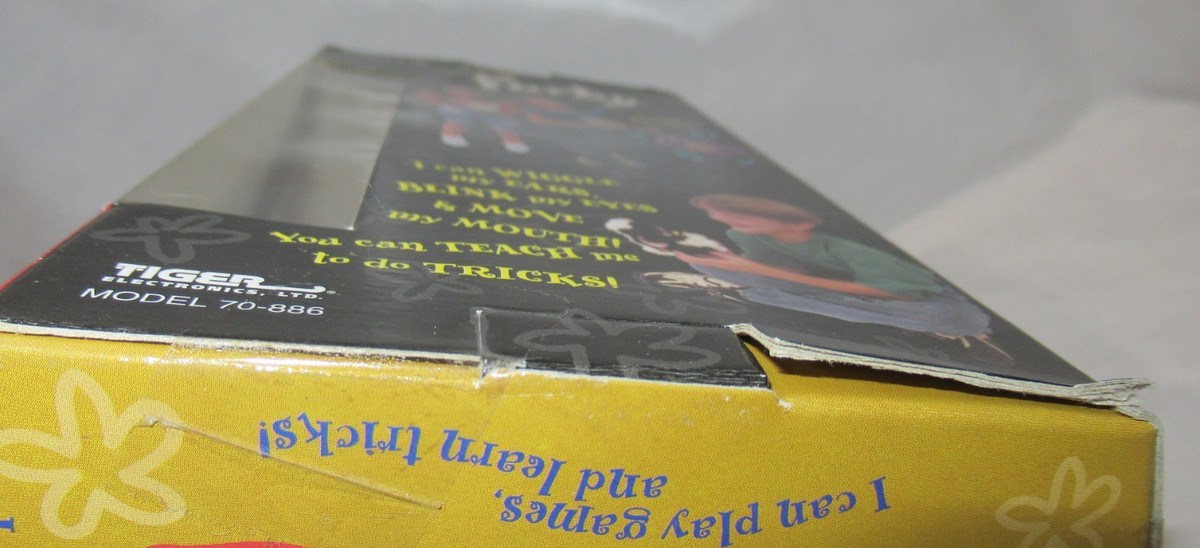 Furby
I can WIGGLE
my EARS,
BLINK my EYES
& MOVE
my MOUTH!
You can TEACH me
to do TRICKS!
TIGER
ELECTRONICS, LTD.®
MODEL 70-886
I can play games,
and learn tricks!